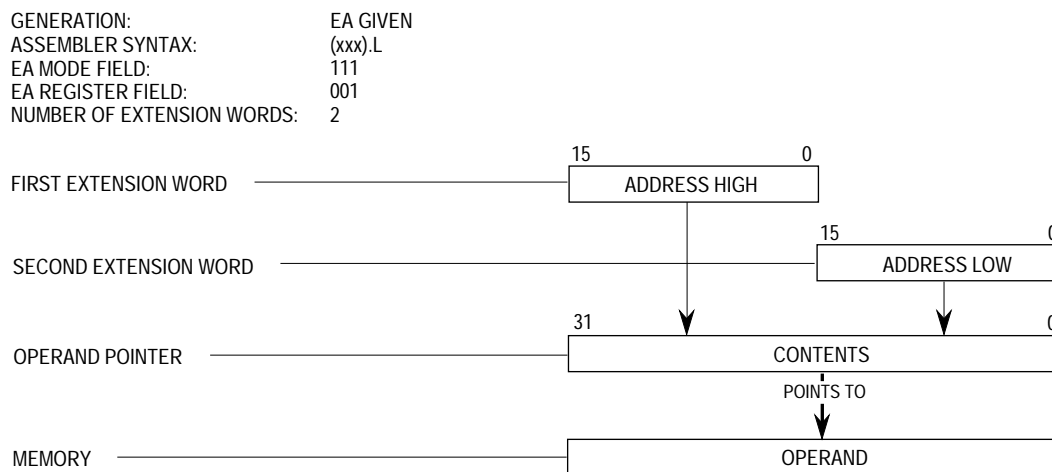 GENERATION: EA GIVEN
ASSEMBLER SYNTAX: (xxx).L
EA MODE FIELD: 111
EA REGISTER FIELD: 001
NUMBER OF EXTENSION WORDS: 2
15 0
FIRST EXTENSION WORD ADDRESS HIGH
15 0
SECOND EXTENSION WORD ADDRESS LOW
31 0
OPERAND POINTER CONTENTS
POINTS TO
MEMORY OPERAND